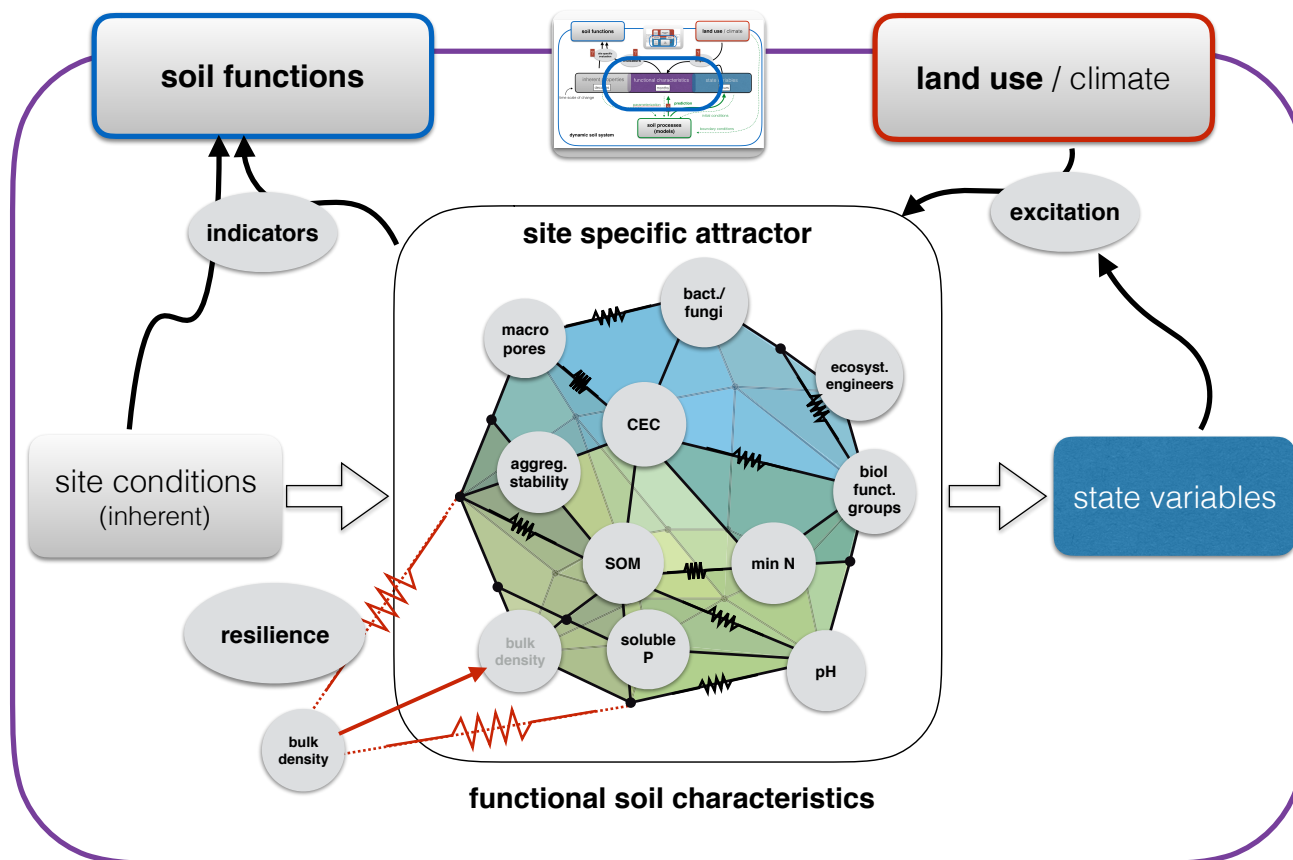 soil functions
land use / climate
soil functions
land use / climate
functional characteristics
prediction
soil processes
(models)
dynamic soil system
indicators
excitation
site specific attractor
bact./
fungi
macro
pores
ecosyst.
engineers
CEC
aggreg.
stability
biol
funct.
groups
site conditions
(inherent)
state variables
SOM
min N
resilience
bulk
density
soluble
P
pH
bulk
density
functional soil characteristics